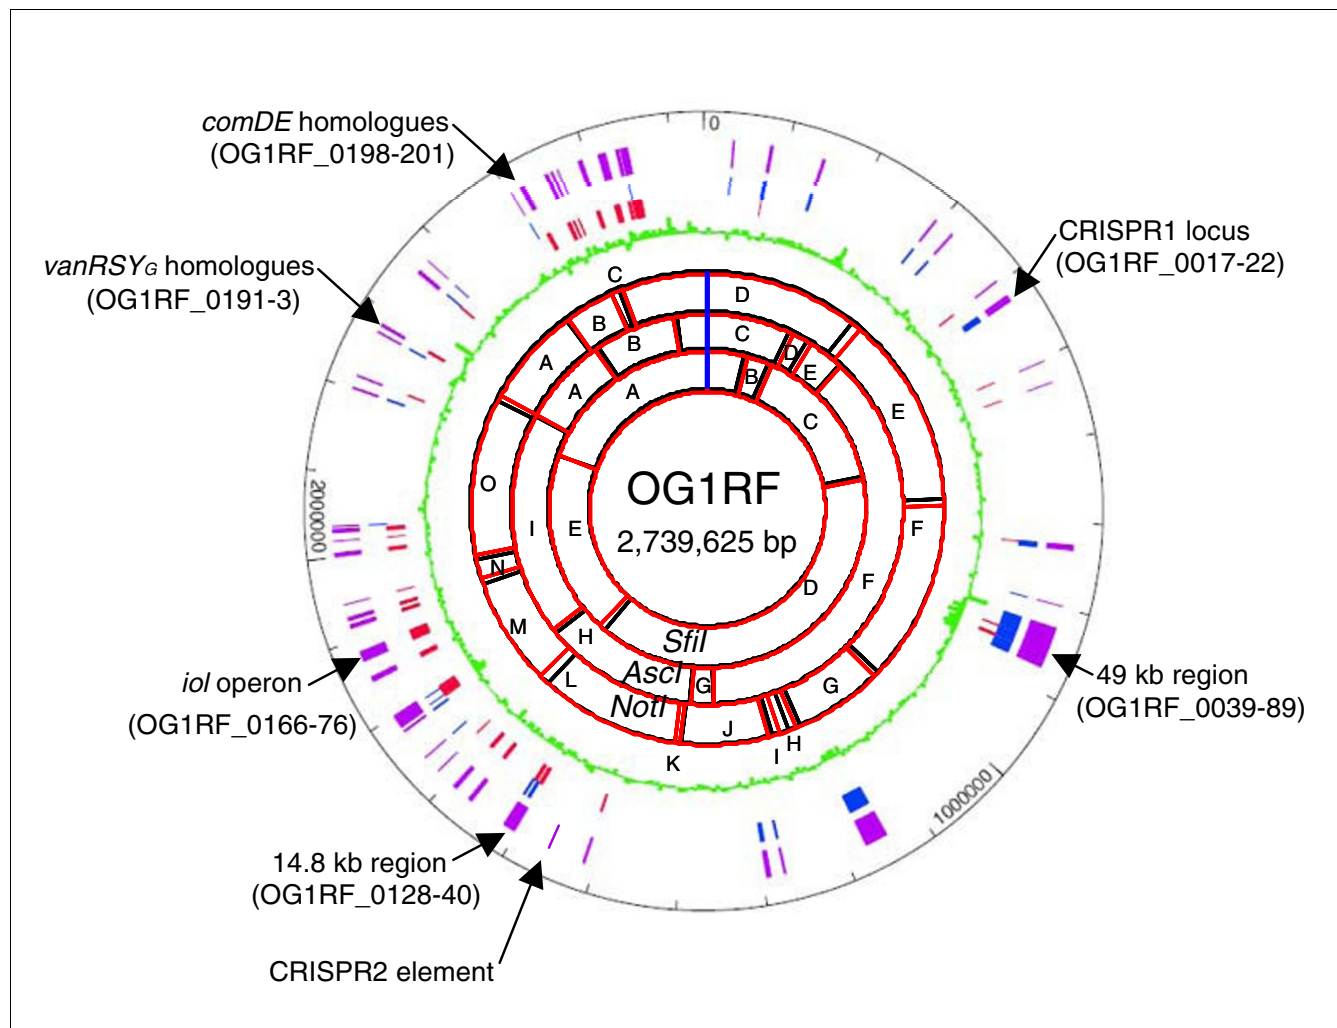 comDE homologues
(OG1RF_0198-201)
0
CRISPR1 locus
(OG1RF_0017-22)
vanRSYG homologues
(OG1RF_0191-3)
C
D
B
C
B
D
E
A
A
A
B
C
E
O
OG1RF
2,739,625 bp
I
E
F
2000000
N
D
F
M
H
SfiI
AscI
L
G
G
NotI
J
H
I
K
iol operon
(OG1RF_0166-76)
49 kb region
(OG1RF_0039-89)
1000000
14.8 kb region
(OG1RF_0128-40)
CRISPR2 element